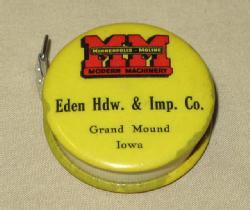 MM
MINNEAPOLIS-MOLINE
MODERN MACHINERY
Eden Hdw. & Imp. Co.
Grand Mound
Iowa